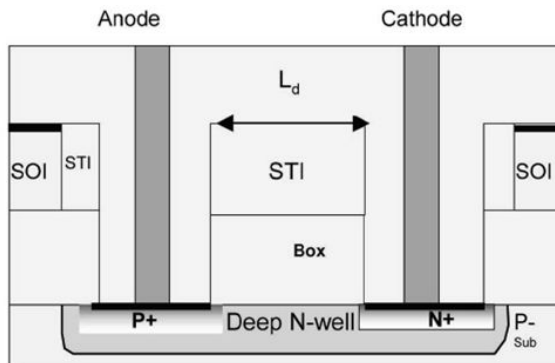 Anode Cathode
L_d
SOI STI STI SOI
Box
P+ Deep N-well N+ P-
Sub